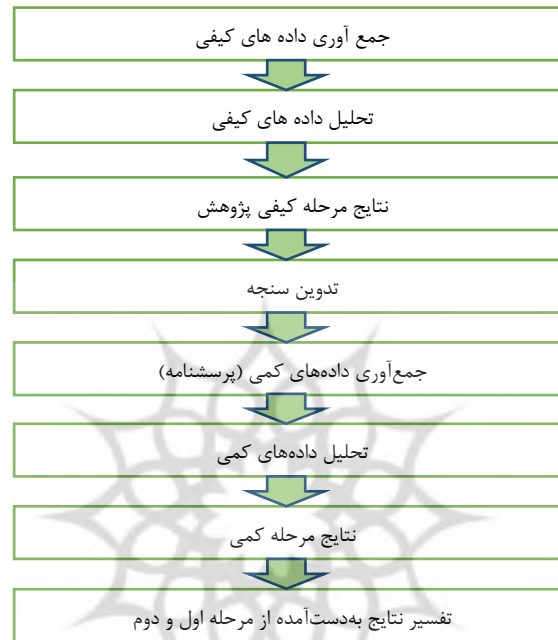 جمع آوری داده های کیفی
تحلیل داده های کیفی
نتایج مرحله کیفی پژوهش
تدوین سنجه
جمع‌آوری داده‌های کمی (پرسشنامه)
تحلیل داده‌های کمی
نتایج مرحله کمی
تفسیر نتایج به‌دست‌آمده از مرحله اول و دوم